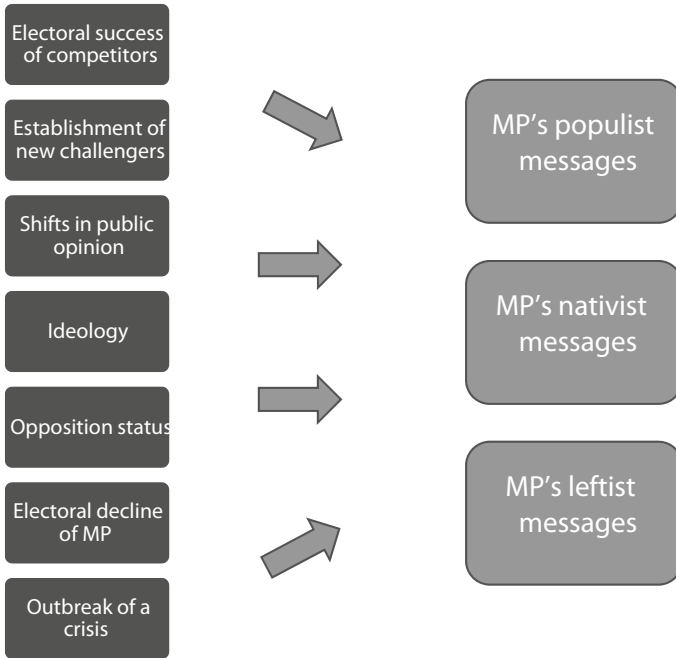 Electoral success
of competitors
Establishment of
new challengers
Shifts in public
opinion
Ideology
Opposition status
Electoral decline
of MP
Outbreak of a
crisis
MP's populist
messages
MP's nativist
messages
MP's leftist
messages